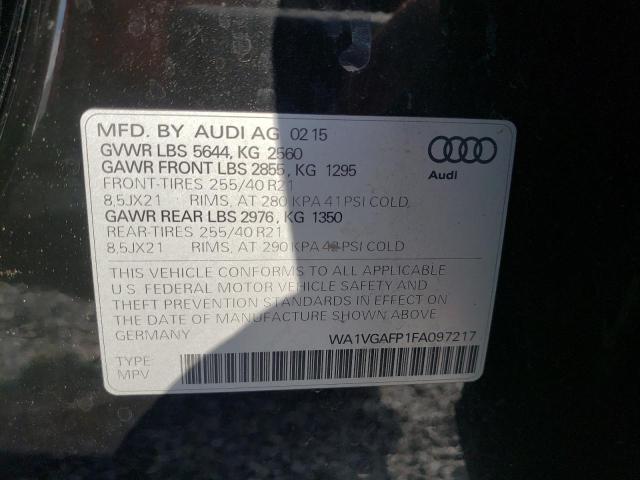 MFD. BY AUDI AG 02 15
GVWR LBS 5644, KG 2560
GAWR FRONT LBS 2855, KG 1295
FRONT-TIRES 255/40 R21
8,5JX21 RIMS, AT 280 KPA 41PSI COLD,
GAWR REAR LBS 2976, KG 1350
REAR-TIRES 255/40 R21
8,5JX21 RIMS, AT 290 KPA 42 PSI COLD
Audi
THIS VEHICLE CONFORMS TO ALL APPLICABLE
U S. FEDERAL MOTOR VEHICLE SAFETY AND
THEFT PREVENTION STANDARDS IN EFFECT ON
THE DATE OF MANUFACTURE SHOWN ABOVE.
GERMANY
WA1VGAFP1FA097217
TYPE
MPV